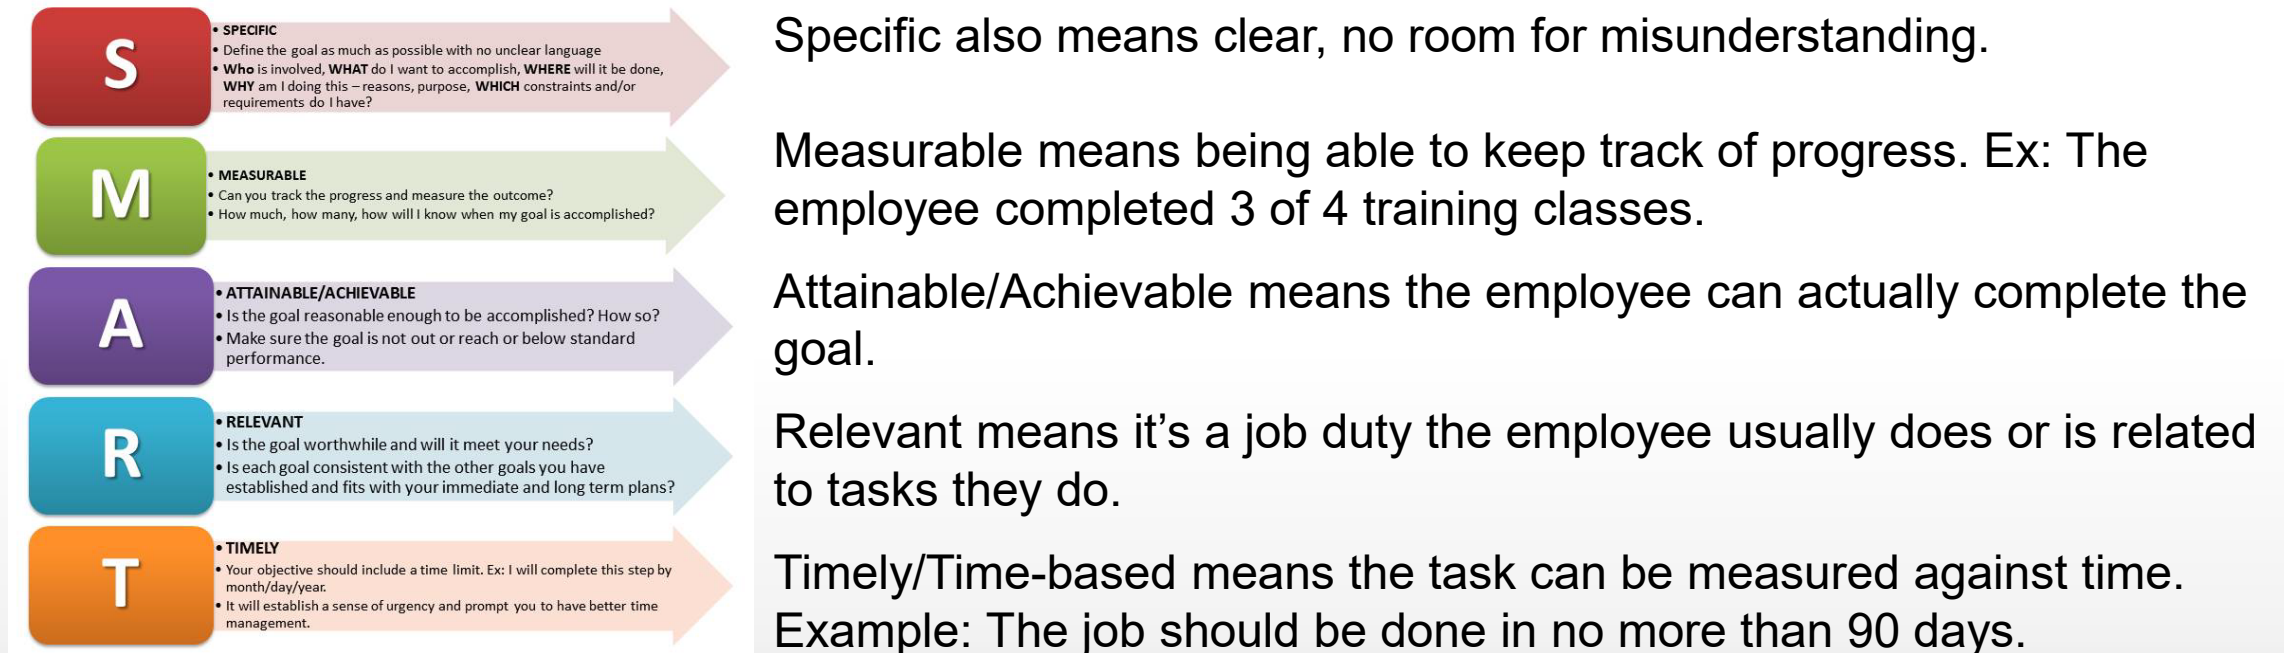 S
• SPECIFIC
• Define the goal as much as possible with no unclear language
• Who is involved, WHAT do I want to accomplish, WHERE will it be done,
WHY am I doing this – reasons, purpose, WHICH constraints and/or
requirements do I have?
Specific also means clear, no room for misunderstanding.
M
• MEASURABLE
• Can you track the progress and measure the outcome?
• How much, how many, how will I know when my goal is accomplished?
Measurable means being able to keep track of progress. Ex: The
employee completed 3 of 4 training classes.
A
• ATTAINABLE/ACHIEVABLE
• Is the goal reasonable enough to be accomplished? How so?
• Make sure the goal is not out or reach or below standard
performance.
Attainable/Achievable means the employee can actually complete the
goal.
R
• RELEVANT
• Is the goal worthwhile and will it meet your needs?
• Is each goal consistent with the other goals you have
established and fits with your immediate and long term plans?
Relevant means it’s a job duty the employee usually does or is related
to tasks they do.
T
• TIMELY
• Your objective should include a time limit. Ex: I will complete this step by
month/day/year.
• It will establish a sense of urgency and prompt you to have better time
management.
Timely/Time-based means the task can be measured against time.
Example: The job should be done in no more than 90 days.